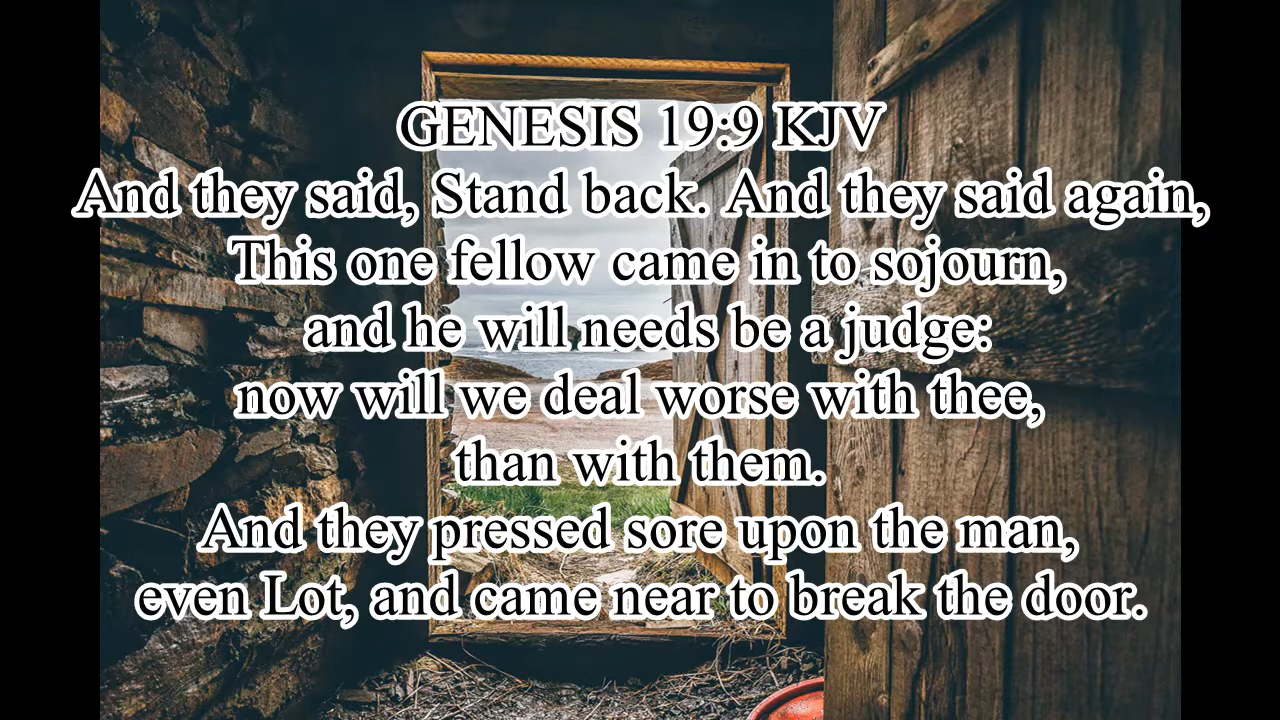 GENESIS 19:9 KJV
And they said, Stand back. And they said again,
This one fellow came in to sojourn,
and he will needs be a judge:
now will we deal worse with thee,
than with them.
And they pressed sore upon the man,
even Lot, and came near to break the door.